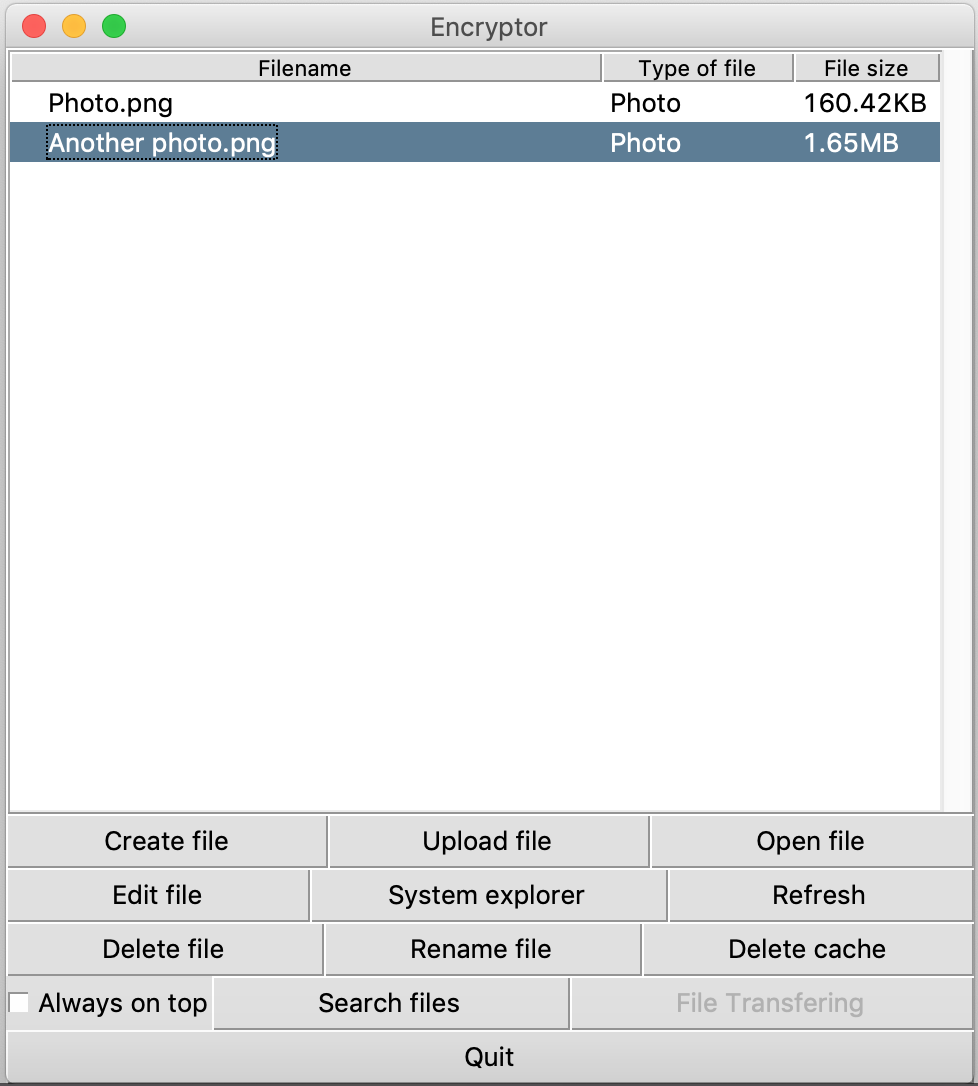 Encryptor
Filename Type of file File size
Photo.png Photo 160.42KB
Another photo.png Photo 1.65MB
Create file Upload file Open file
Edit file System explorer Refresh
Delete file Rename file Delete cache
Always on top Search files File Transfering
Quit